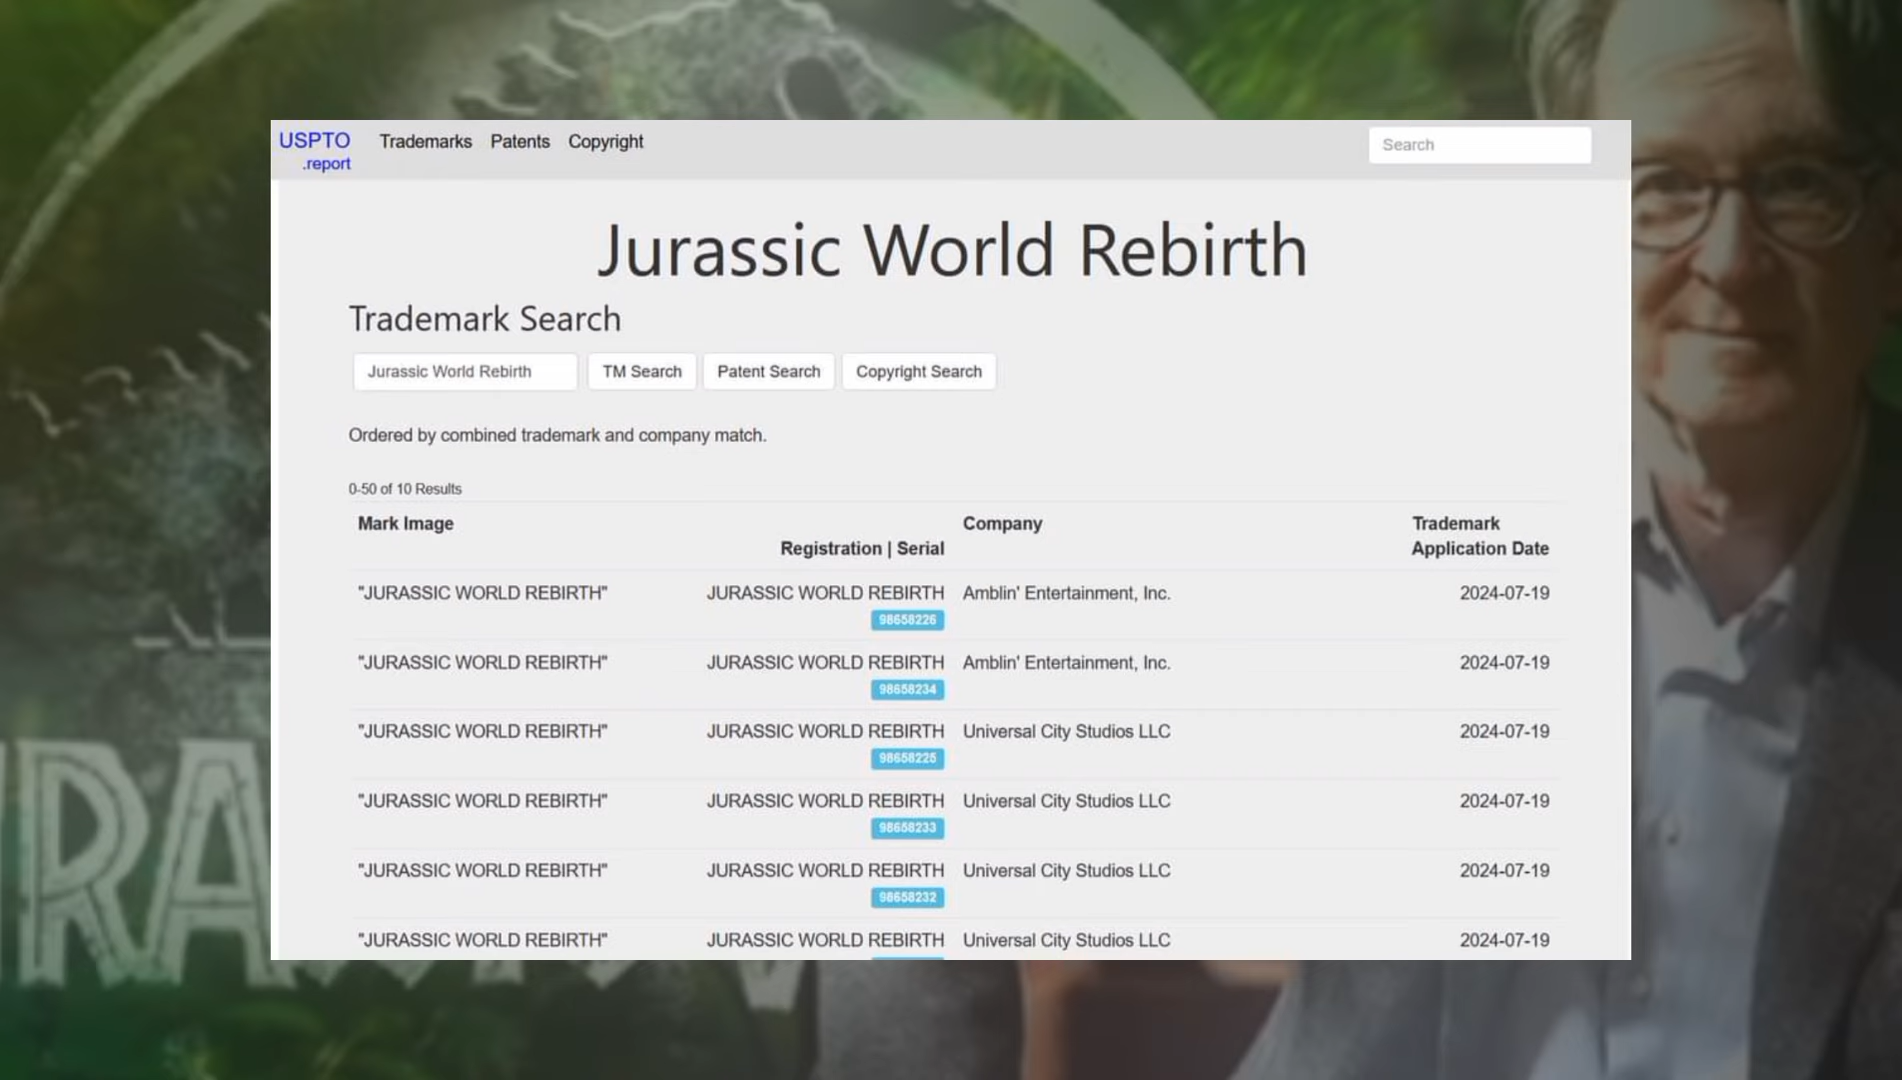 USPTO
.report
Trademarks Patents Copyright
Search
Jurassic World Rebirth
Trademark Search
Jurassic World Rebirth TM Search Patent Search Copyright Search
Ordered by combined trademark and company match.
0-50 of 10 Results
Mark Image Company Trademark
Registration | Serial Application Date
"JURASSIC WORLD REBIRTH" JURASSIC WORLD REBIRTH Amblin' Entertainment, Inc. 2024-07-19
98658226
"JURASSIC WORLD REBIRTH" JURASSIC WORLD REBIRTH Amblin' Entertainment, Inc. 2024-07-19
98658234
"JURASSIC WORLD REBIRTH" JURASSIC WORLD REBIRTH Universal City Studios LLC 2024-07-19
98658225
"JURASSIC WORLD REBIRTH" JURASSIC WORLD REBIRTH Universal City Studios LLC 2024-07-19
98658233
"JURASSIC WORLD REBIRTH" JURASSIC WORLD REBIRTH Universal City Studios LLC 2024-07-19
98658232
"JURASSIC WORLD REBIRTH" JURASSIC WORLD REBIRTH Universal City Studios LLC 2024-07-19